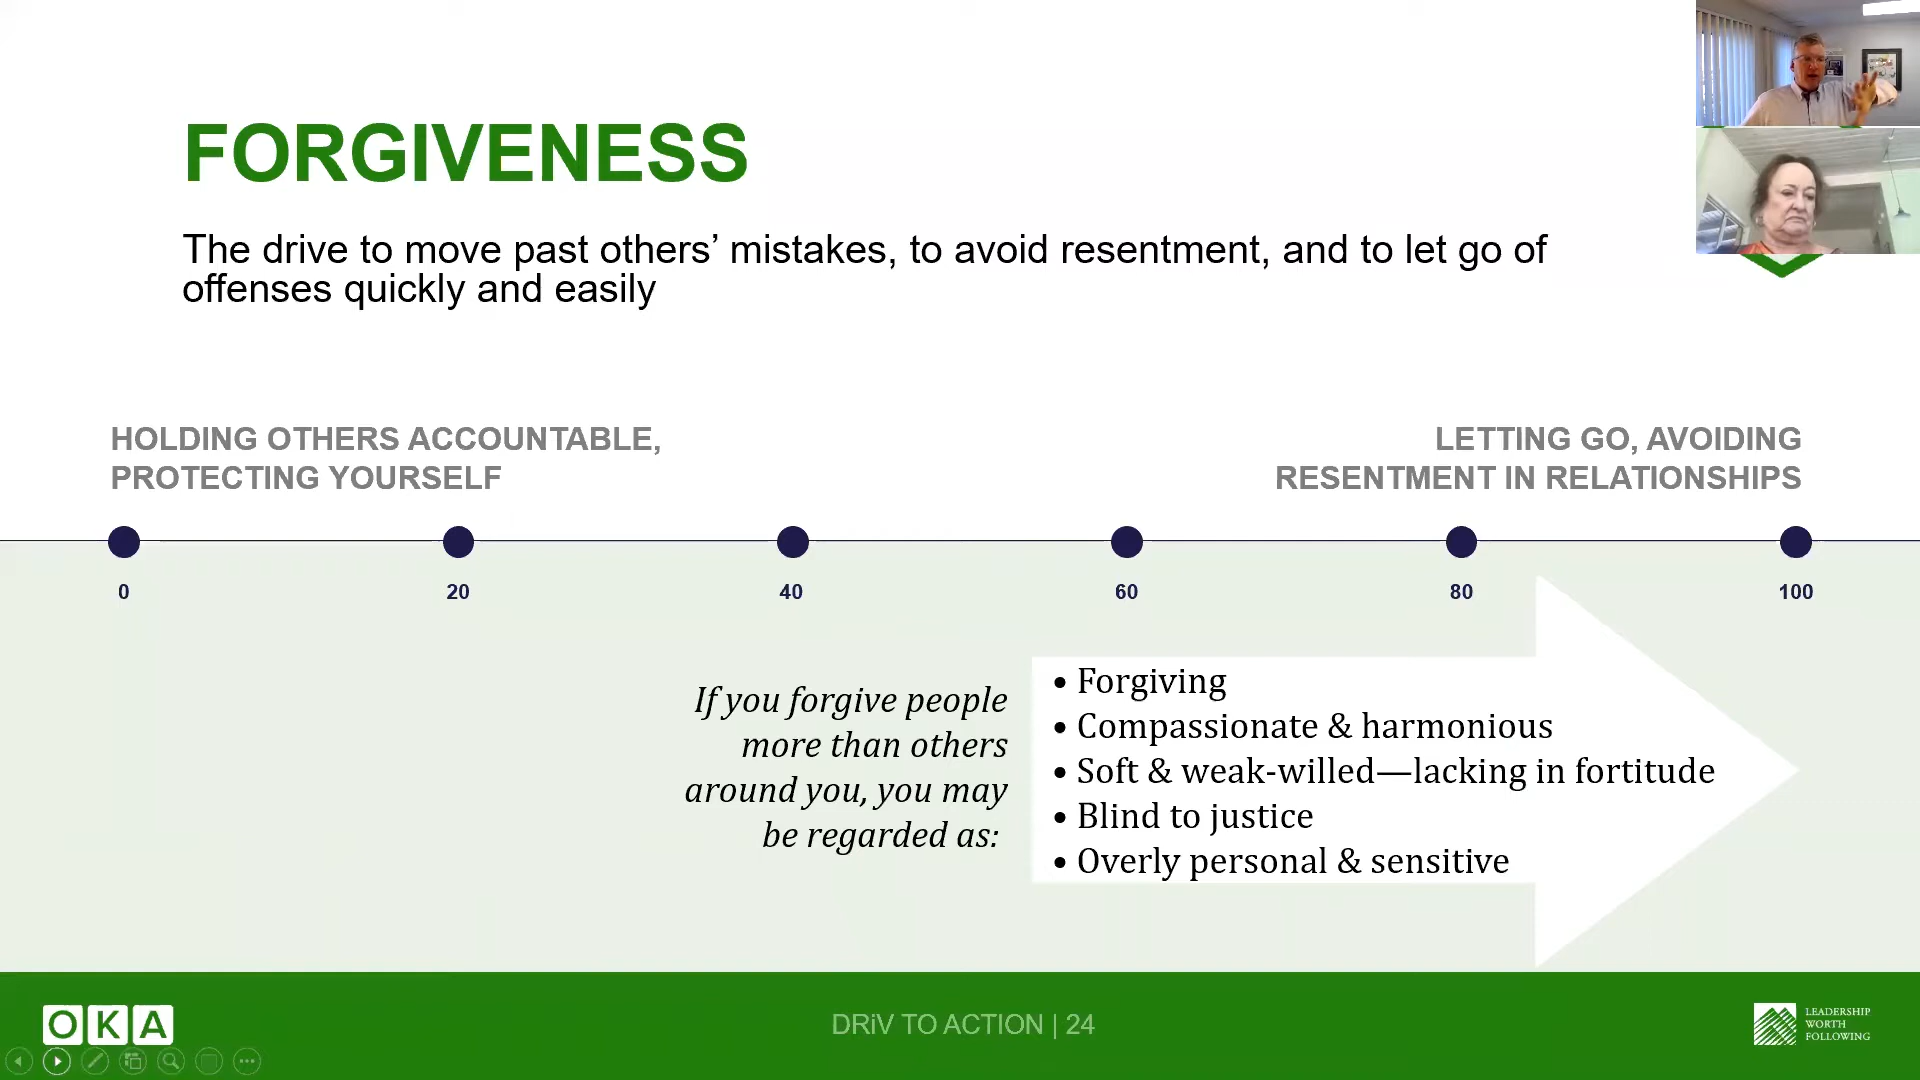 FORGIVENESS
The drive to move past others’ mistakes, to avoid resentment, and to let go of
offenses quickly and easily
HOLDING OTHERS ACCOUNTABLE,
PROTECTING YOURSELF
LETTING GO, AVOIDING
RESENTMENT IN RELATIONSHIPS
0
20
40
60
80
100
If you forgive people
more than others
around you, you may
be regarded as:
• Forgiving
• Compassionate & harmonious
• Soft & weak-willed—lacking in fortitude
• Blind to justice
• Overly personal & sensitive
OKA
DRiV TO ACTION | 24
LEADERSHIP
WORTH
FOLLOWING